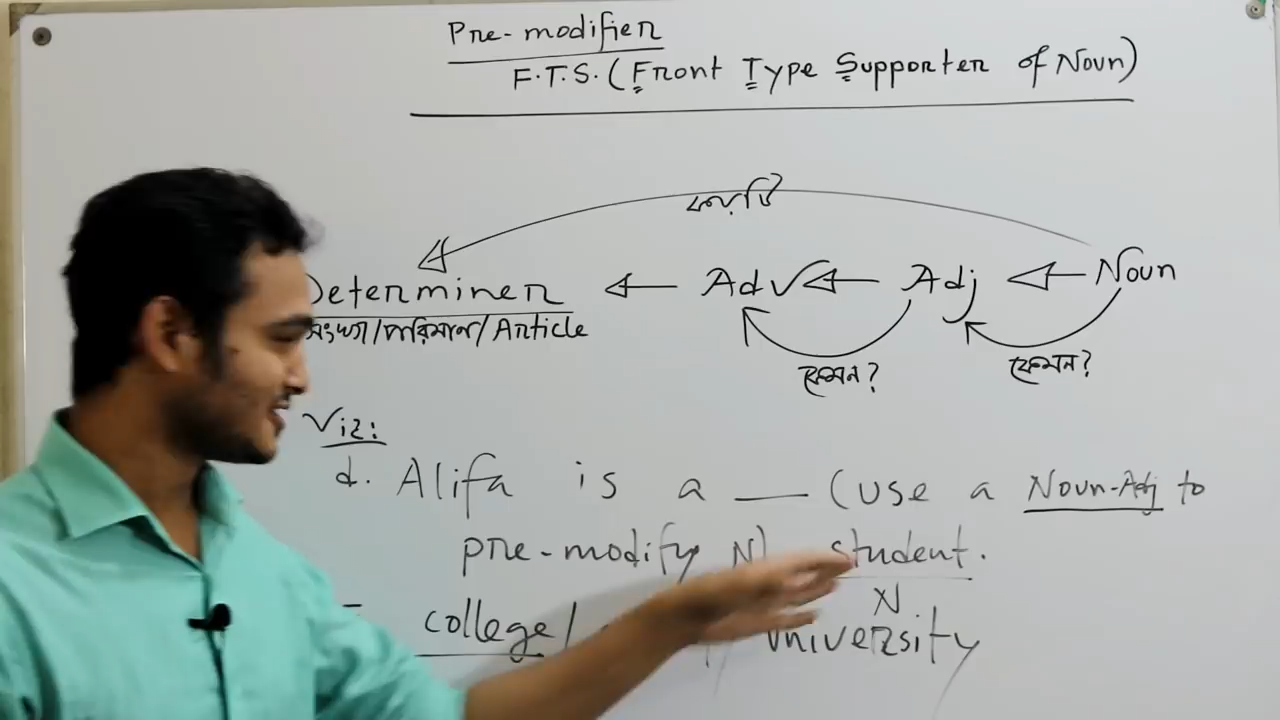 Pre-modifier
F.T.S. (Front Type Supporter of Noun)
কয়টি?
Determiner ← Adv ← Adj ← Noun
সংখ্যা/পরিমাণ/Article
কেমন? কেমন?
Viz:
d. Alifa is a ___ (use a Noun-Adj to
pre-modify N) student.
N
college/ university